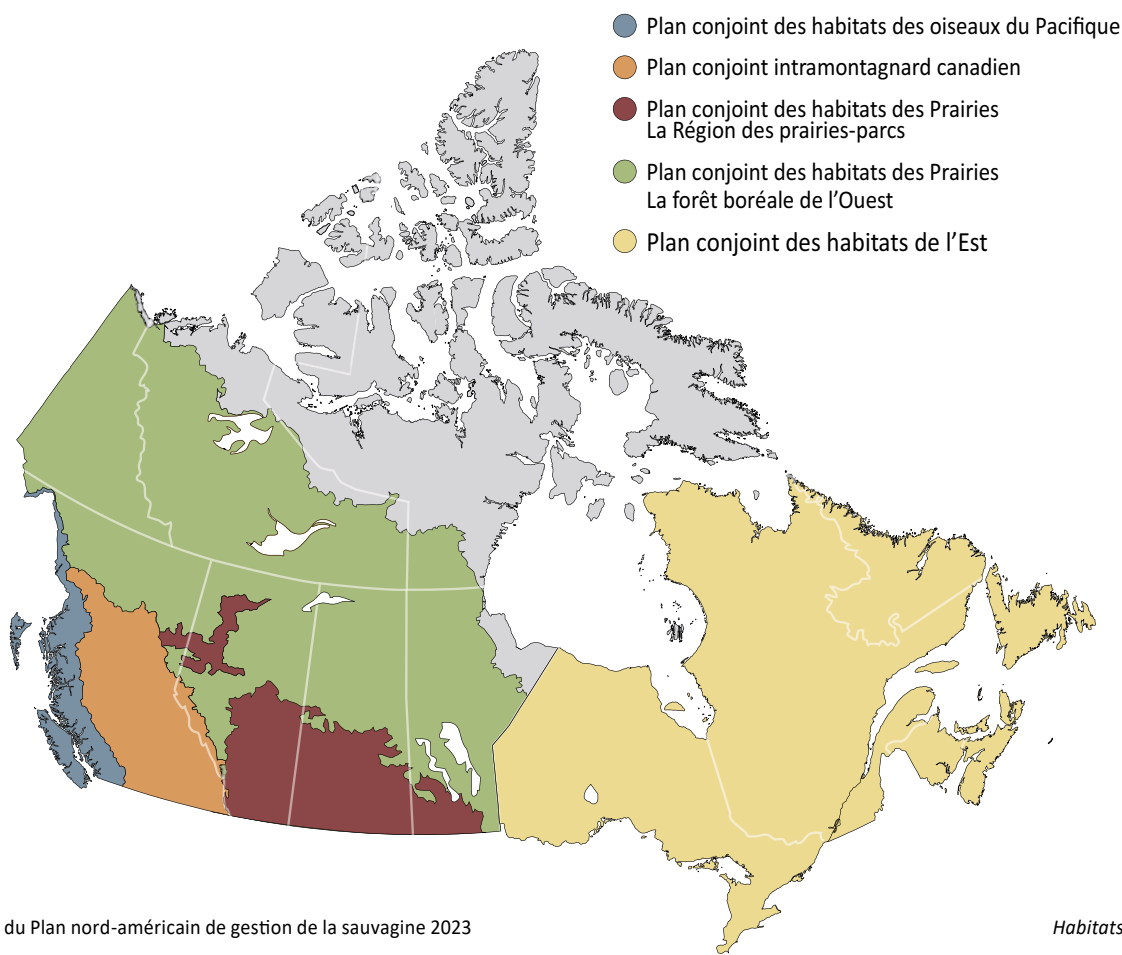 Plan conjoint des habitats des oiseaux du Pacifique
Plan conjoint intramontagnard canadien
Plan conjoint des habitats des Prairies
La Région des prairies-parcs
Plan conjoint des habitats des Prairies
La forêt boréale de l’Ouest
Plan conjoint des habitats de l’Est
du Plan nord-américain de gestion de la sauvagine 2023
Habitats